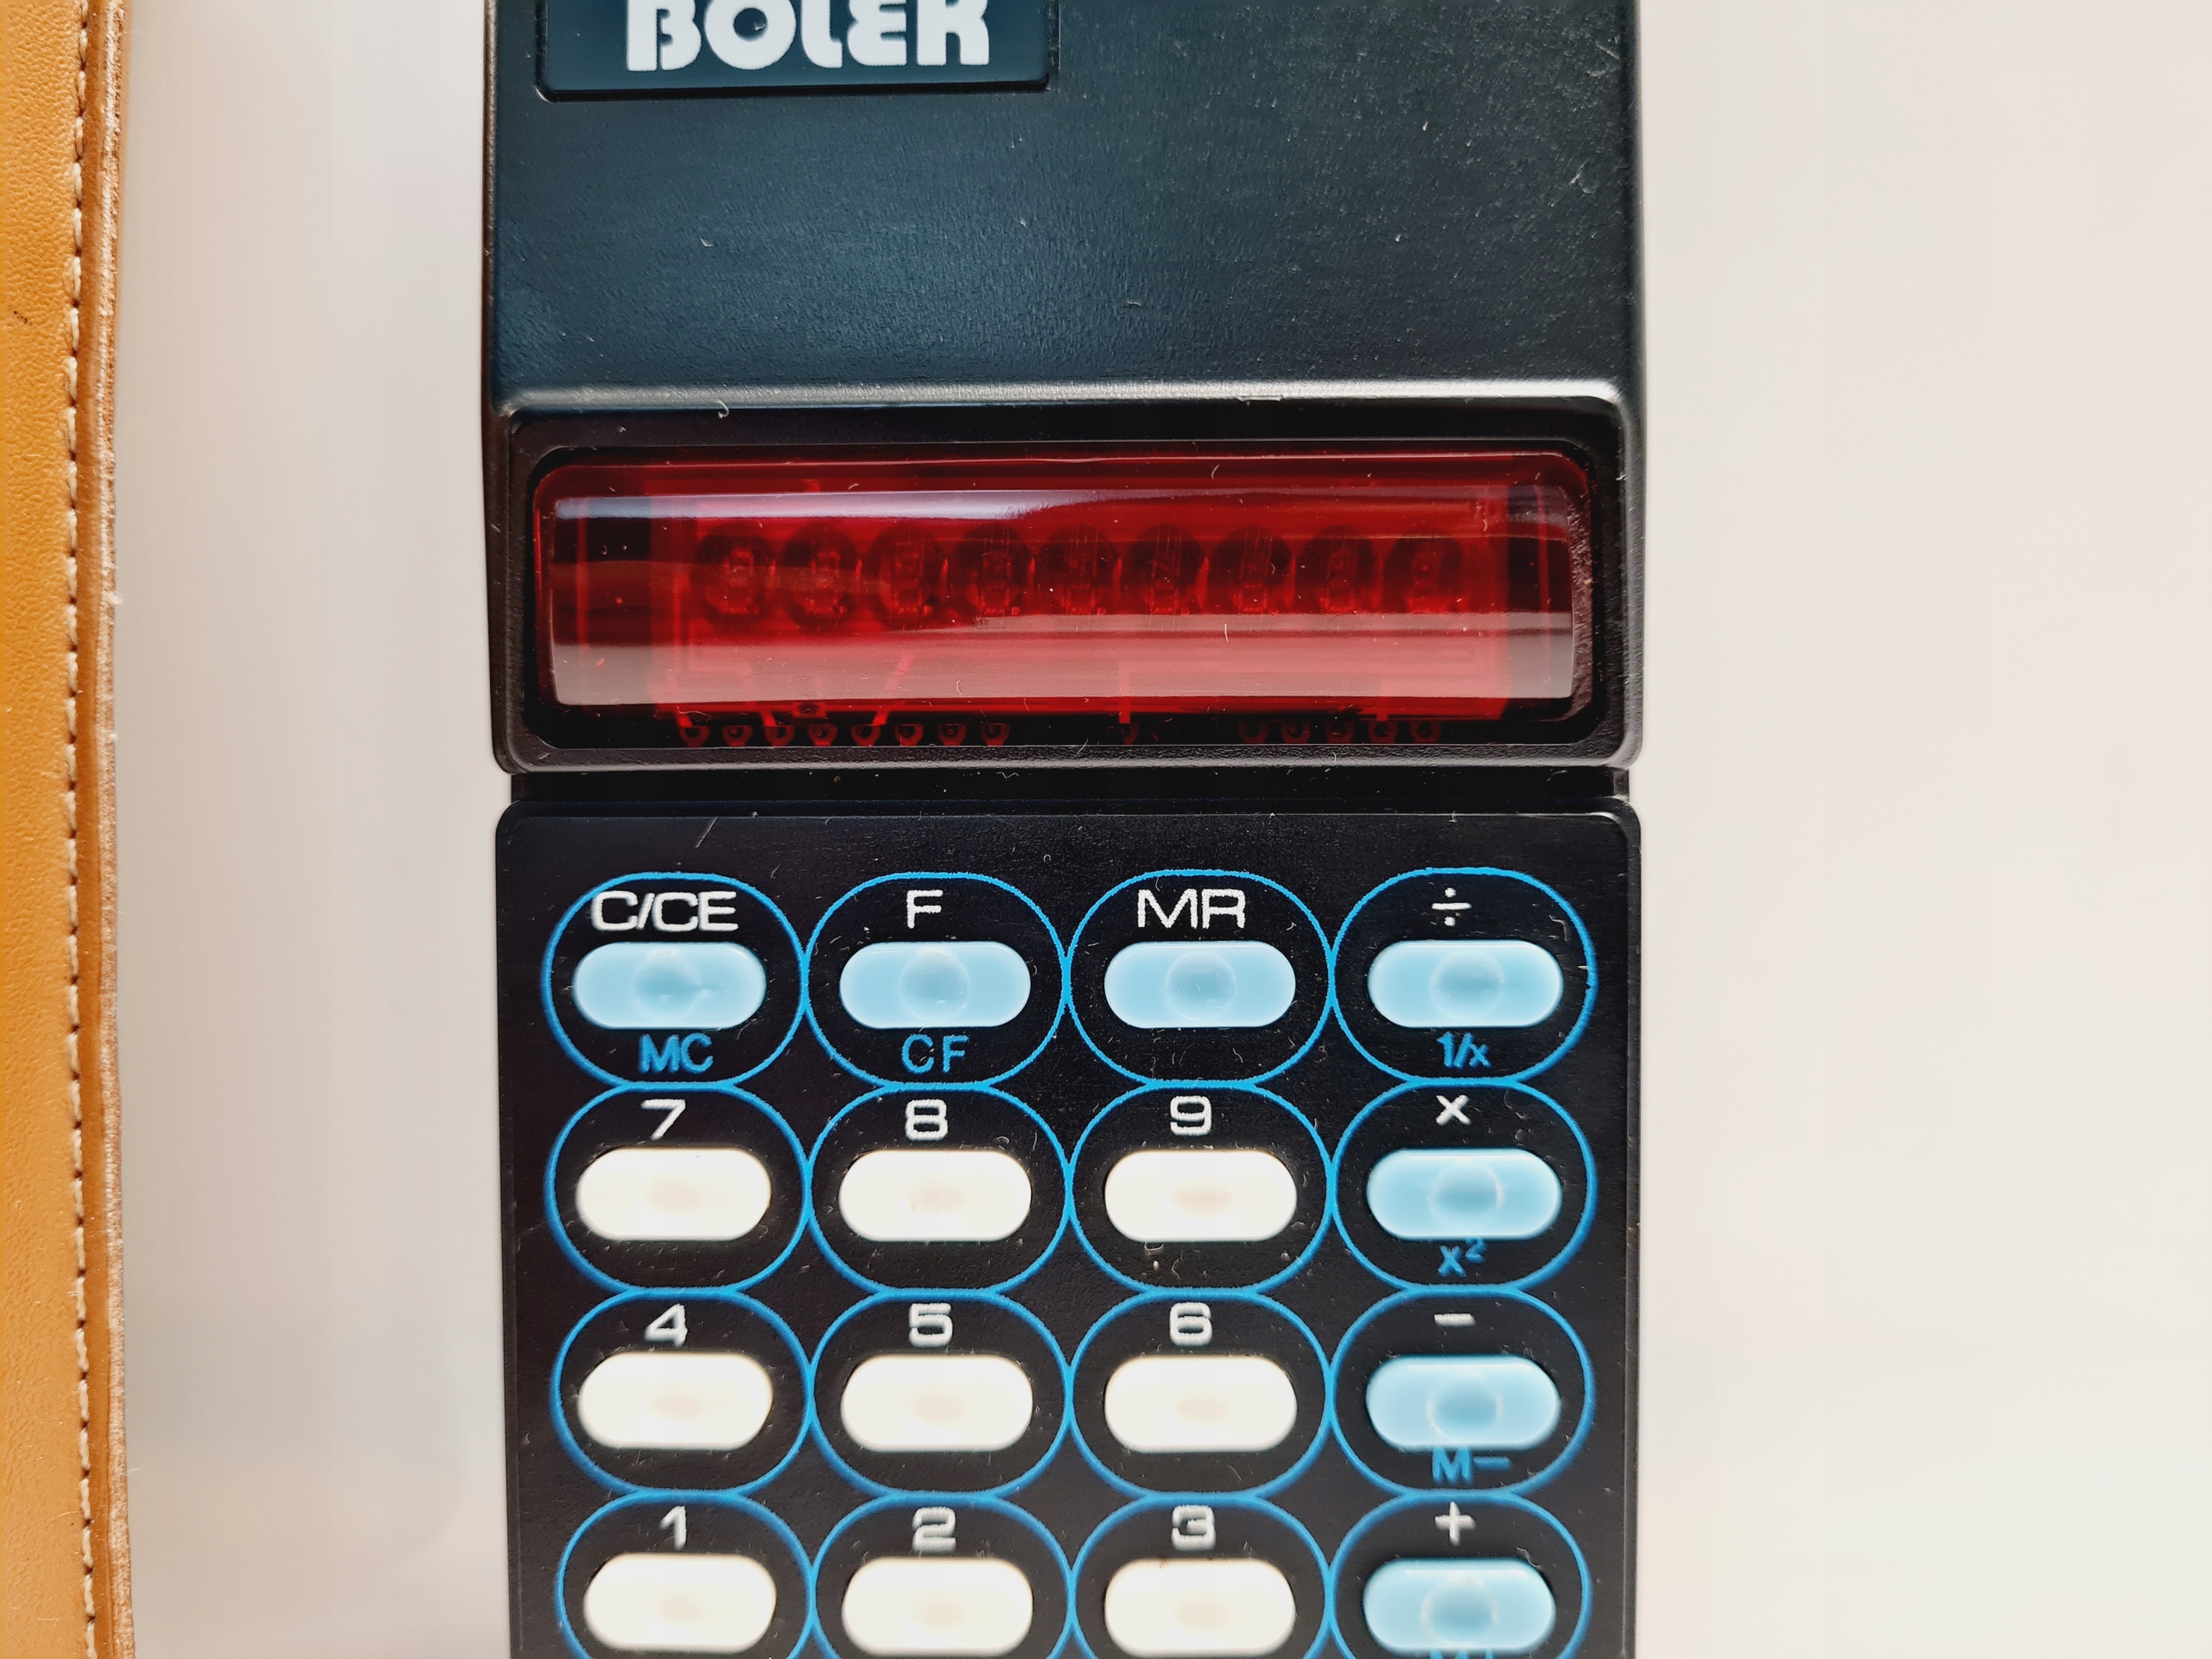 BOLEK
C/CE F MR ÷
MC CF 1/x
7 8 9 x
x²
4 5 6 -
M-
1 2 3 +